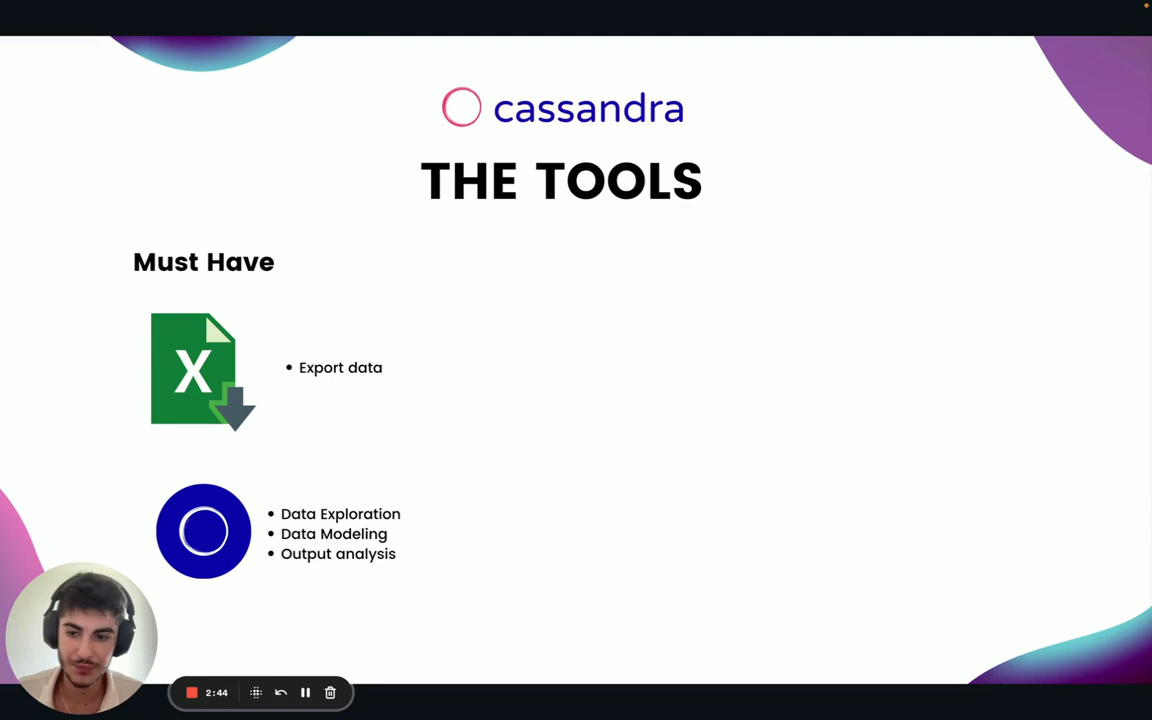 cassandra
THE TOOLS
Must Have
X
• Export data
• Data Exploration
• Data Modeling
• Output analysis
2:44